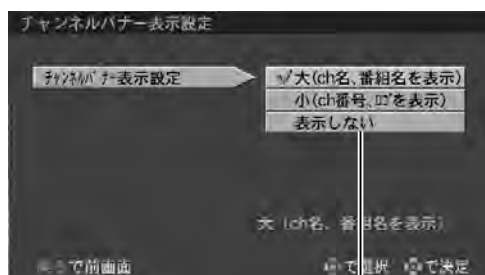 チャンネルバナー表示設定
ﾁｬﾝﾈﾙﾊﾞﾅｰ表示設定
✓大(ch名、番組名を表示)
小(ch番号、ﾛｺﾞを表示)
表示しない
大(ch名、番組名を表示)
で前画面
で選択 で決定